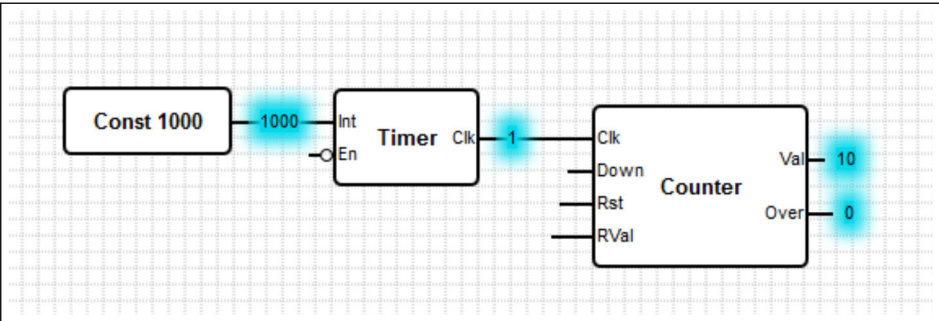 Const 1000
1000
Int
En
Timer
Clk
1
Clk
Down
Rst
RVal
Counter
Val
Over
10
0